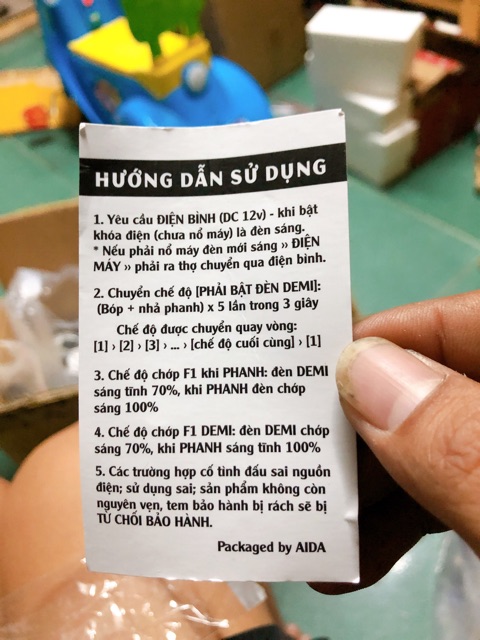 HƯỚNG DẪN SỬ DỤNG
1. Yêu cầu ĐIỆN BÌNH (DC 12v) - khi bật
khóa điện (chưa nổ máy) là đèn sáng.
* Nếu phải nổ máy đèn mới sáng ›› ĐIỆN
MÁY ›› phải ra thợ chuyển qua điện bình.
2. Chuyển chế độ [PHẢI BẬT ĐÈN DEMI]:
(Bóp + nhả phanh) x 5 lần trong 3 giây
Chế độ được chuyển quay vòng:
[1] › [2] › [3] › ... › [chế độ cuối cùng] › [1]
3. Chế độ chớp F1 khi PHANH: đèn DEMI
sáng tĩnh 70%, khi PHANH đèn chớp
sáng 100%
4. Chế độ chớp F1 DEMI: đèn DEMI chớp
sáng 70%, khi PHANH sáng tĩnh 100%
5. Các trường hợp cố tình đấu sai nguồn
điện; sử dụng sai; sản phẩm không còn
nguyên vẹn, tem bảo hành bị rách sẽ bị
TỪ CHỐI BẢO HÀNH.
Packaged by AIDA